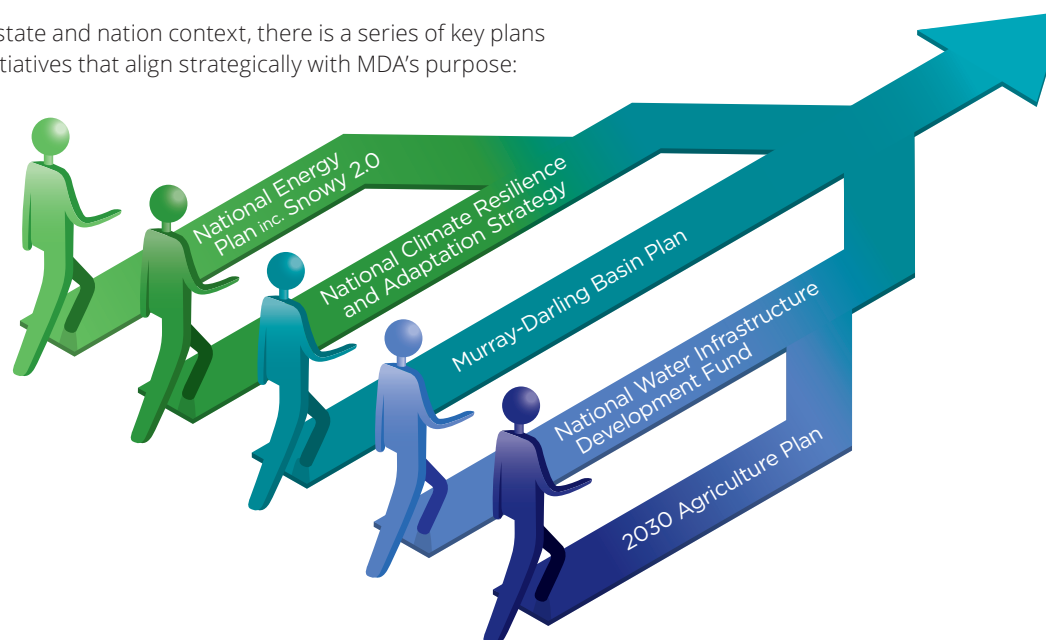 state and nation context, there is a series of key plans
tiatives that align strategically with MDA's purpose:
National Energy
Plan inc. Snowy 2.0
National Climate Resilience
and Adaptation Strategy
Murray-Darling Basin Plan
National Water Infrastructure
Development Fund
2030 Agriculture Plan